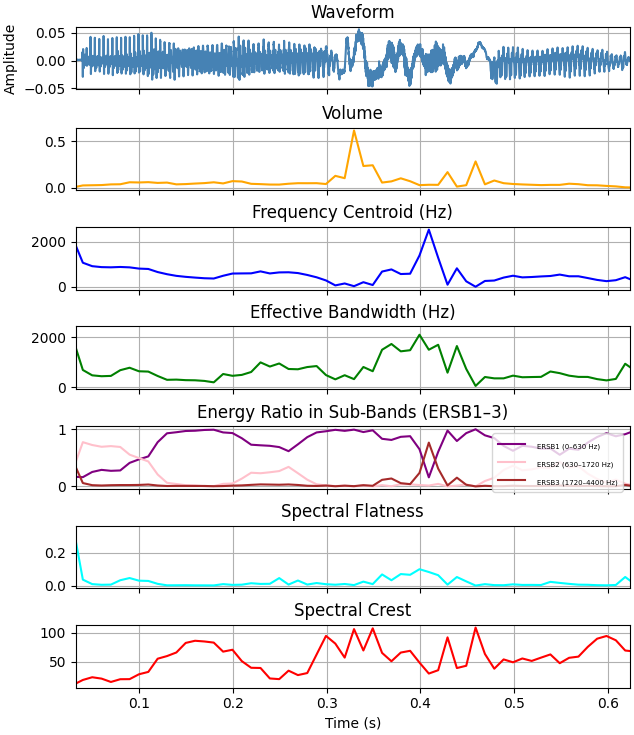 Waveform
Amplitude
0.05
0.00
−0.05
Volume
0.5
0.0
Frequency Centroid (Hz)
2000
0
Effective Bandwidth (Hz)
2000
0
Energy Ratio in Sub-Bands (ERSB1–3)
1
0
ERSB1 (0–630 Hz)
ERSB2 (630–1720 Hz)
ERSB3 (1720–4400 Hz)
Spectral Flatness
0.2
0.0
Spectral Crest
100
50
0.1 0.2 0.3 0.4 0.5 0.6
Time (s)